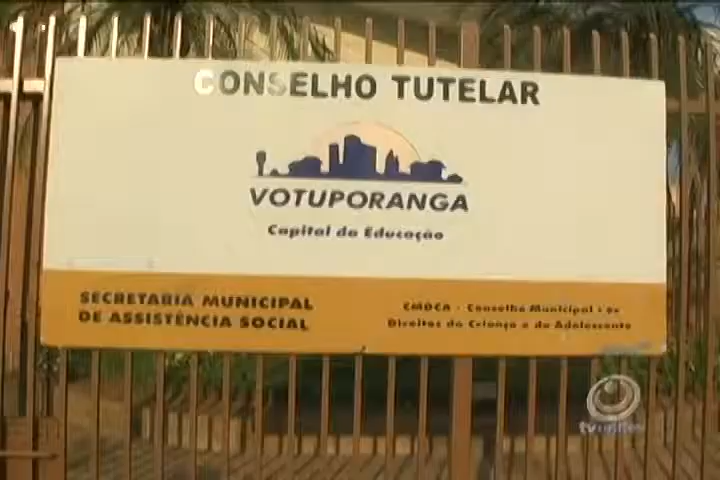 CONSELHO TUTELAR
VOTUPORANGA
Capital da Educação
SECRETARIA MUNICIPAL
DE ASSISTÊNCIA SOCIAL
CMDCA - Conselho Municipal
Direitos da Criança e do Adolescente
tv